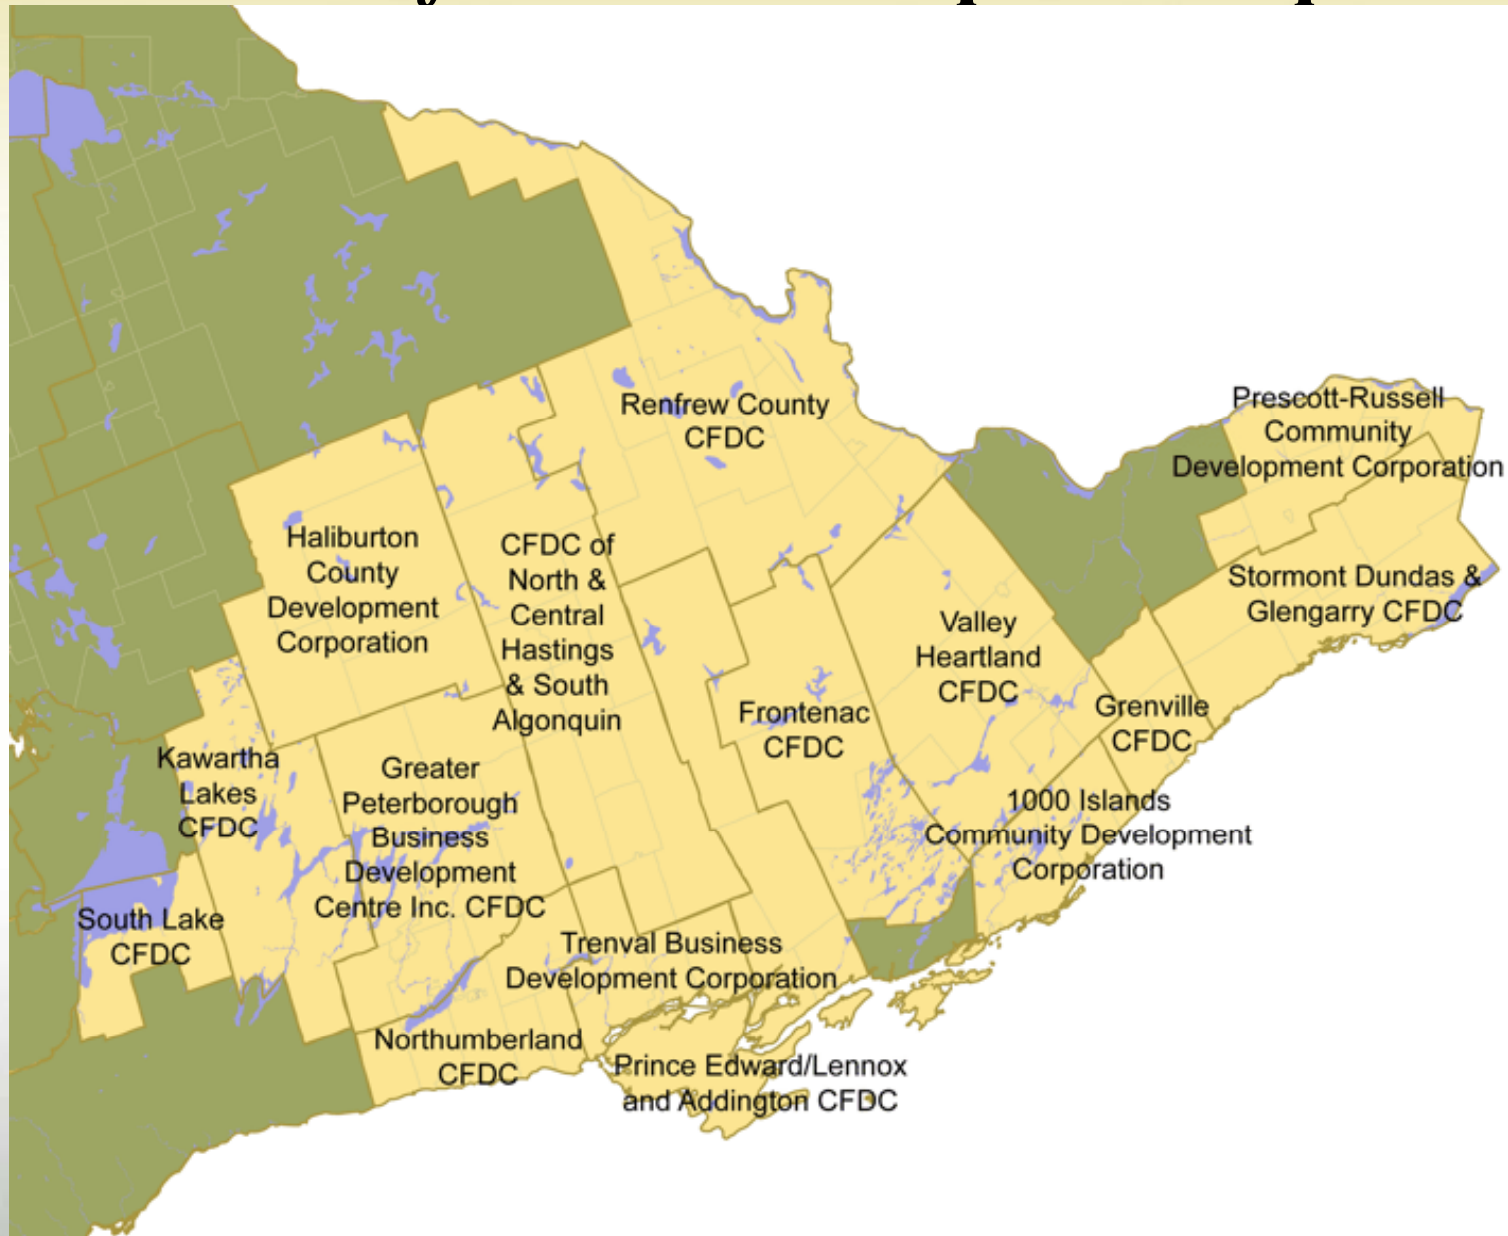 Renfrew County
CFDC
Prescott-Russell
Community
Development Corporation
Haliburton
County
Development
Corporation
CFDC of
North &
Central
Hastings
& South
Algonquin
Stormont Dundas &
Glengarry CFDC
Valley
Heartland
CFDC
Grenville
CFDC
Frontenac
CFDC
Kawartha
Lakes
CFDC
Greater
Peterborough
Business
Development
Centre Inc. CFDC
1000 Islands
Community Development
Corporation
South Lake
CFDC
Trenval Business
Development Corporation
Northumberland
CFDC
Prince Edward/Lennox
and Addington CFDC